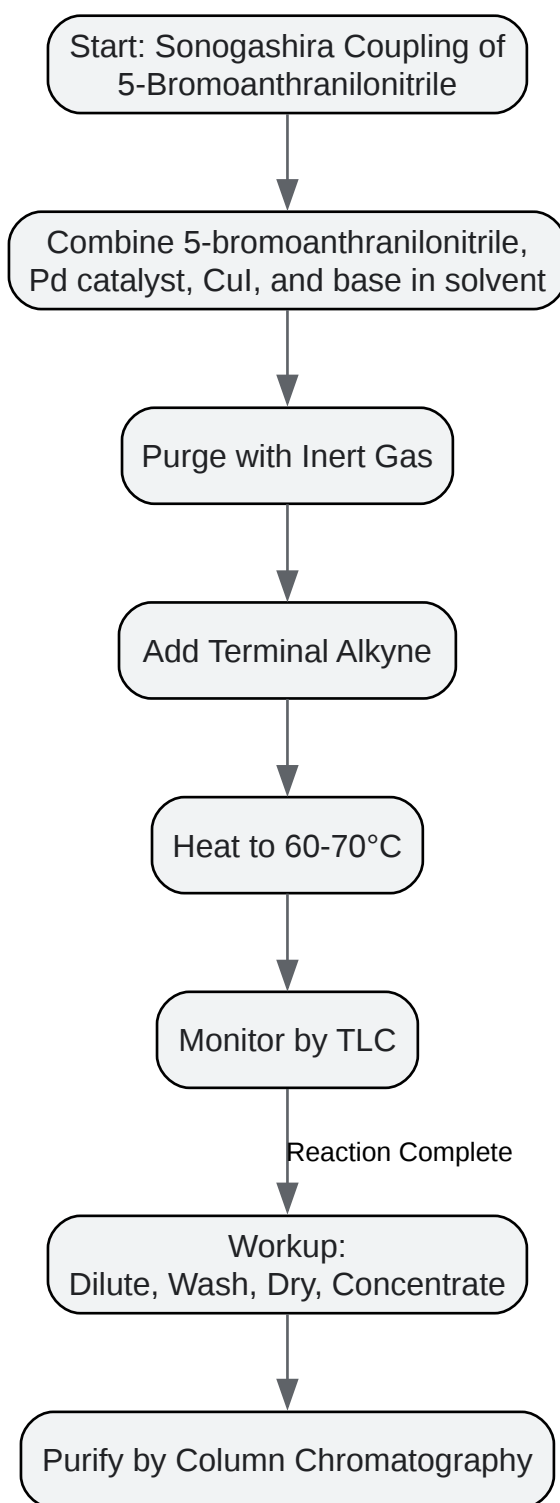 Start: Sonogashira Coupling of
5-Bromoanthranilonitrile
Combine 5-bromoanthranilonitrile,
Pd catalyst, CuI, and base in solvent
Purge with Inert Gas
Add Terminal Alkyne
Heat to 60-70°C
Monitor by TLC
Reaction Complete
Workup:
Dilute, Wash, Dry, Concentrate
Purify by Column Chromatography